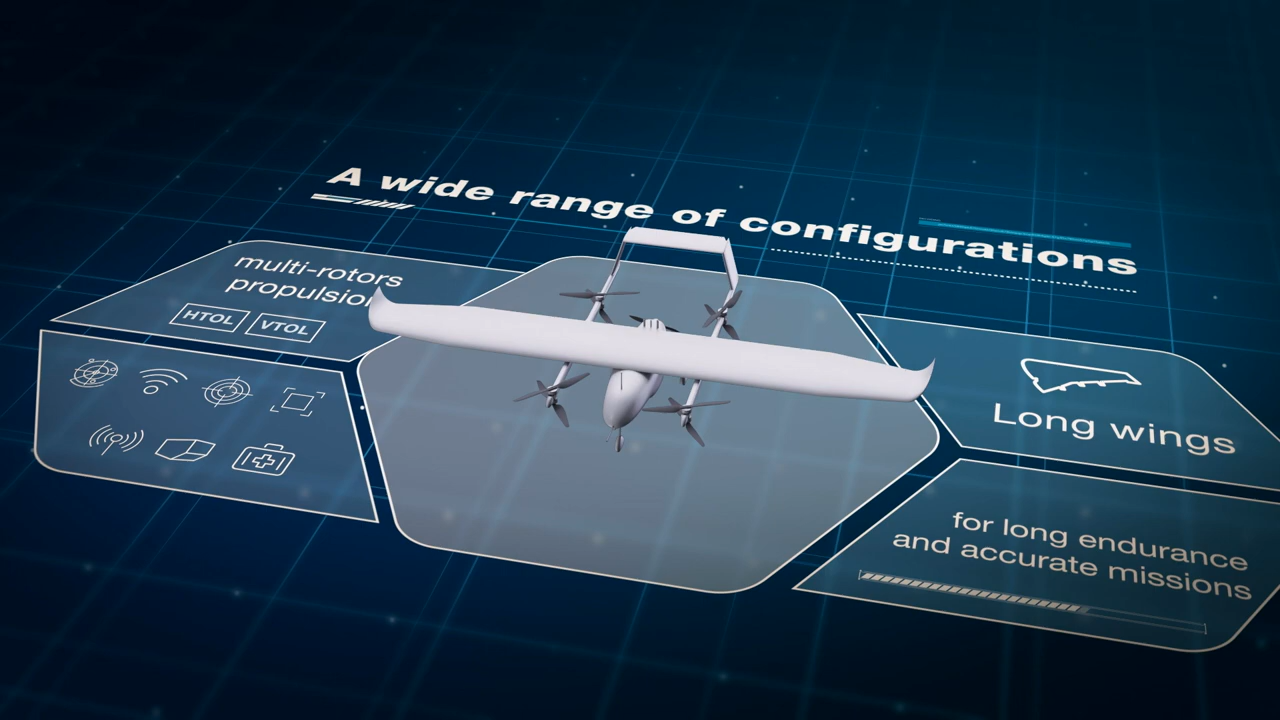 A wide range of configurations
multi-rotors
propulsion
HTOL VTOL
Long wings
for long endurance
and accurate missions